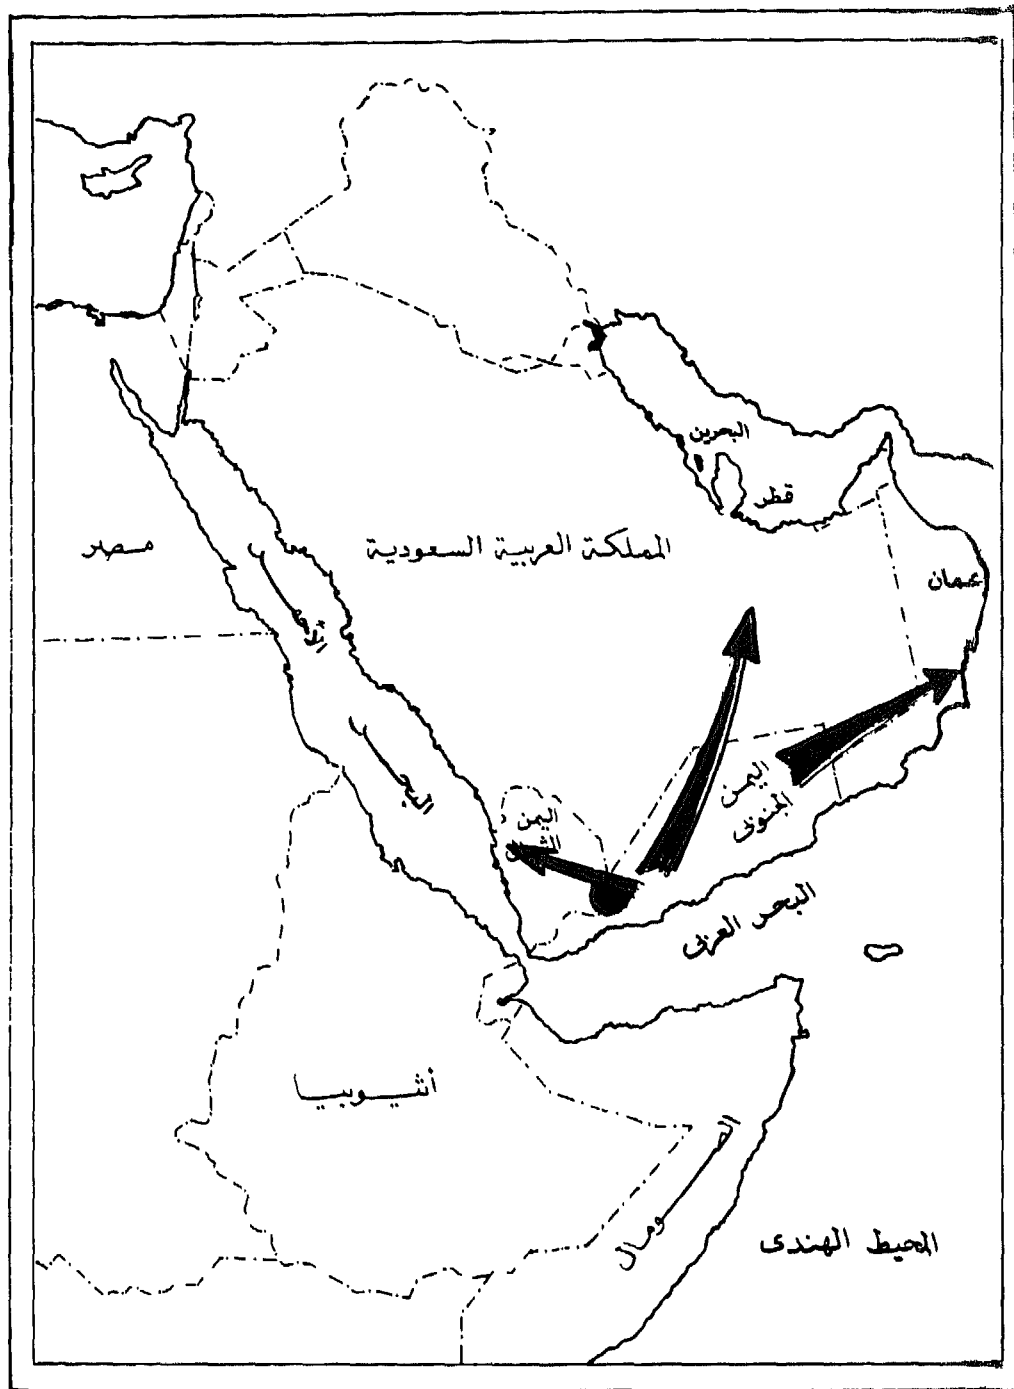 البحرين
قطر
المملكة العربية السعودية
مصر
عمان
البحر
الأحمر
اليمن
الجنوبى
اليمن
الشمالى
البحر العربى
أثيوبيا
الصومال
المحيط الهندى